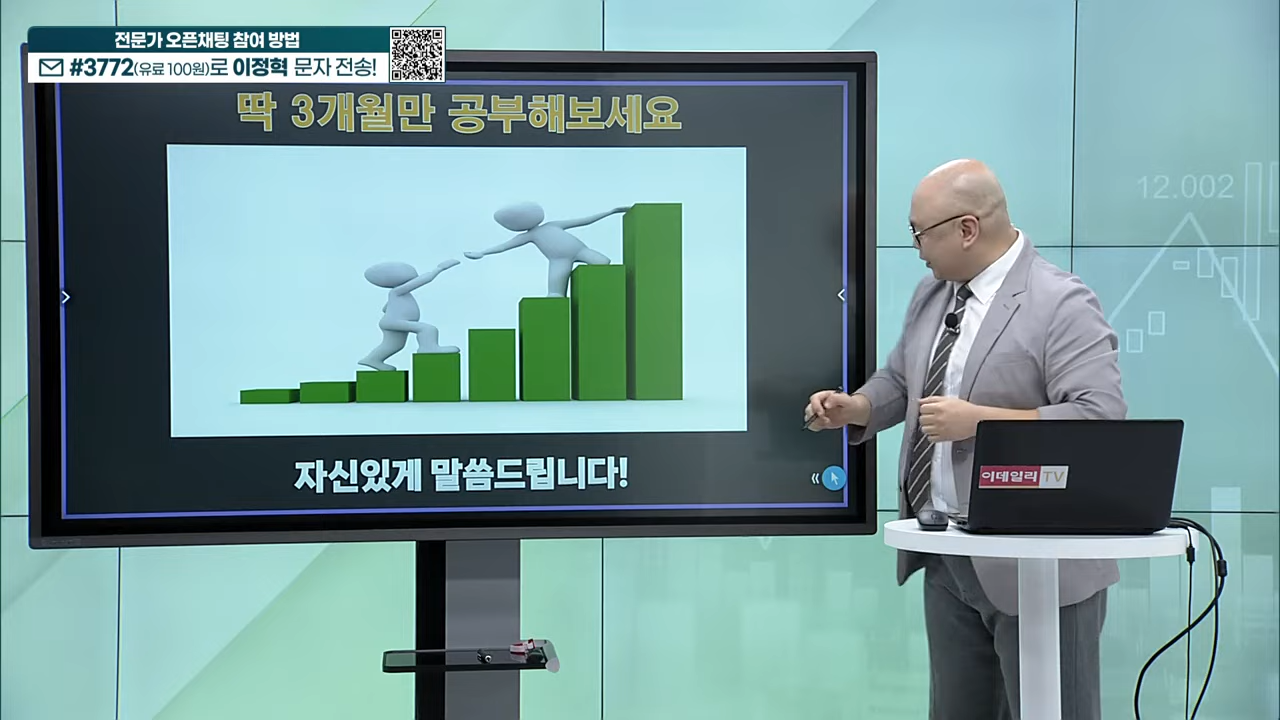 전문가 오픈채팅 참여 방법
#3772(유료 100원)로 이정혁 문자 전송!
딱 3개월만 공부해보세요
12.002
자신있게 말씀드립니다!
이데일리 TV